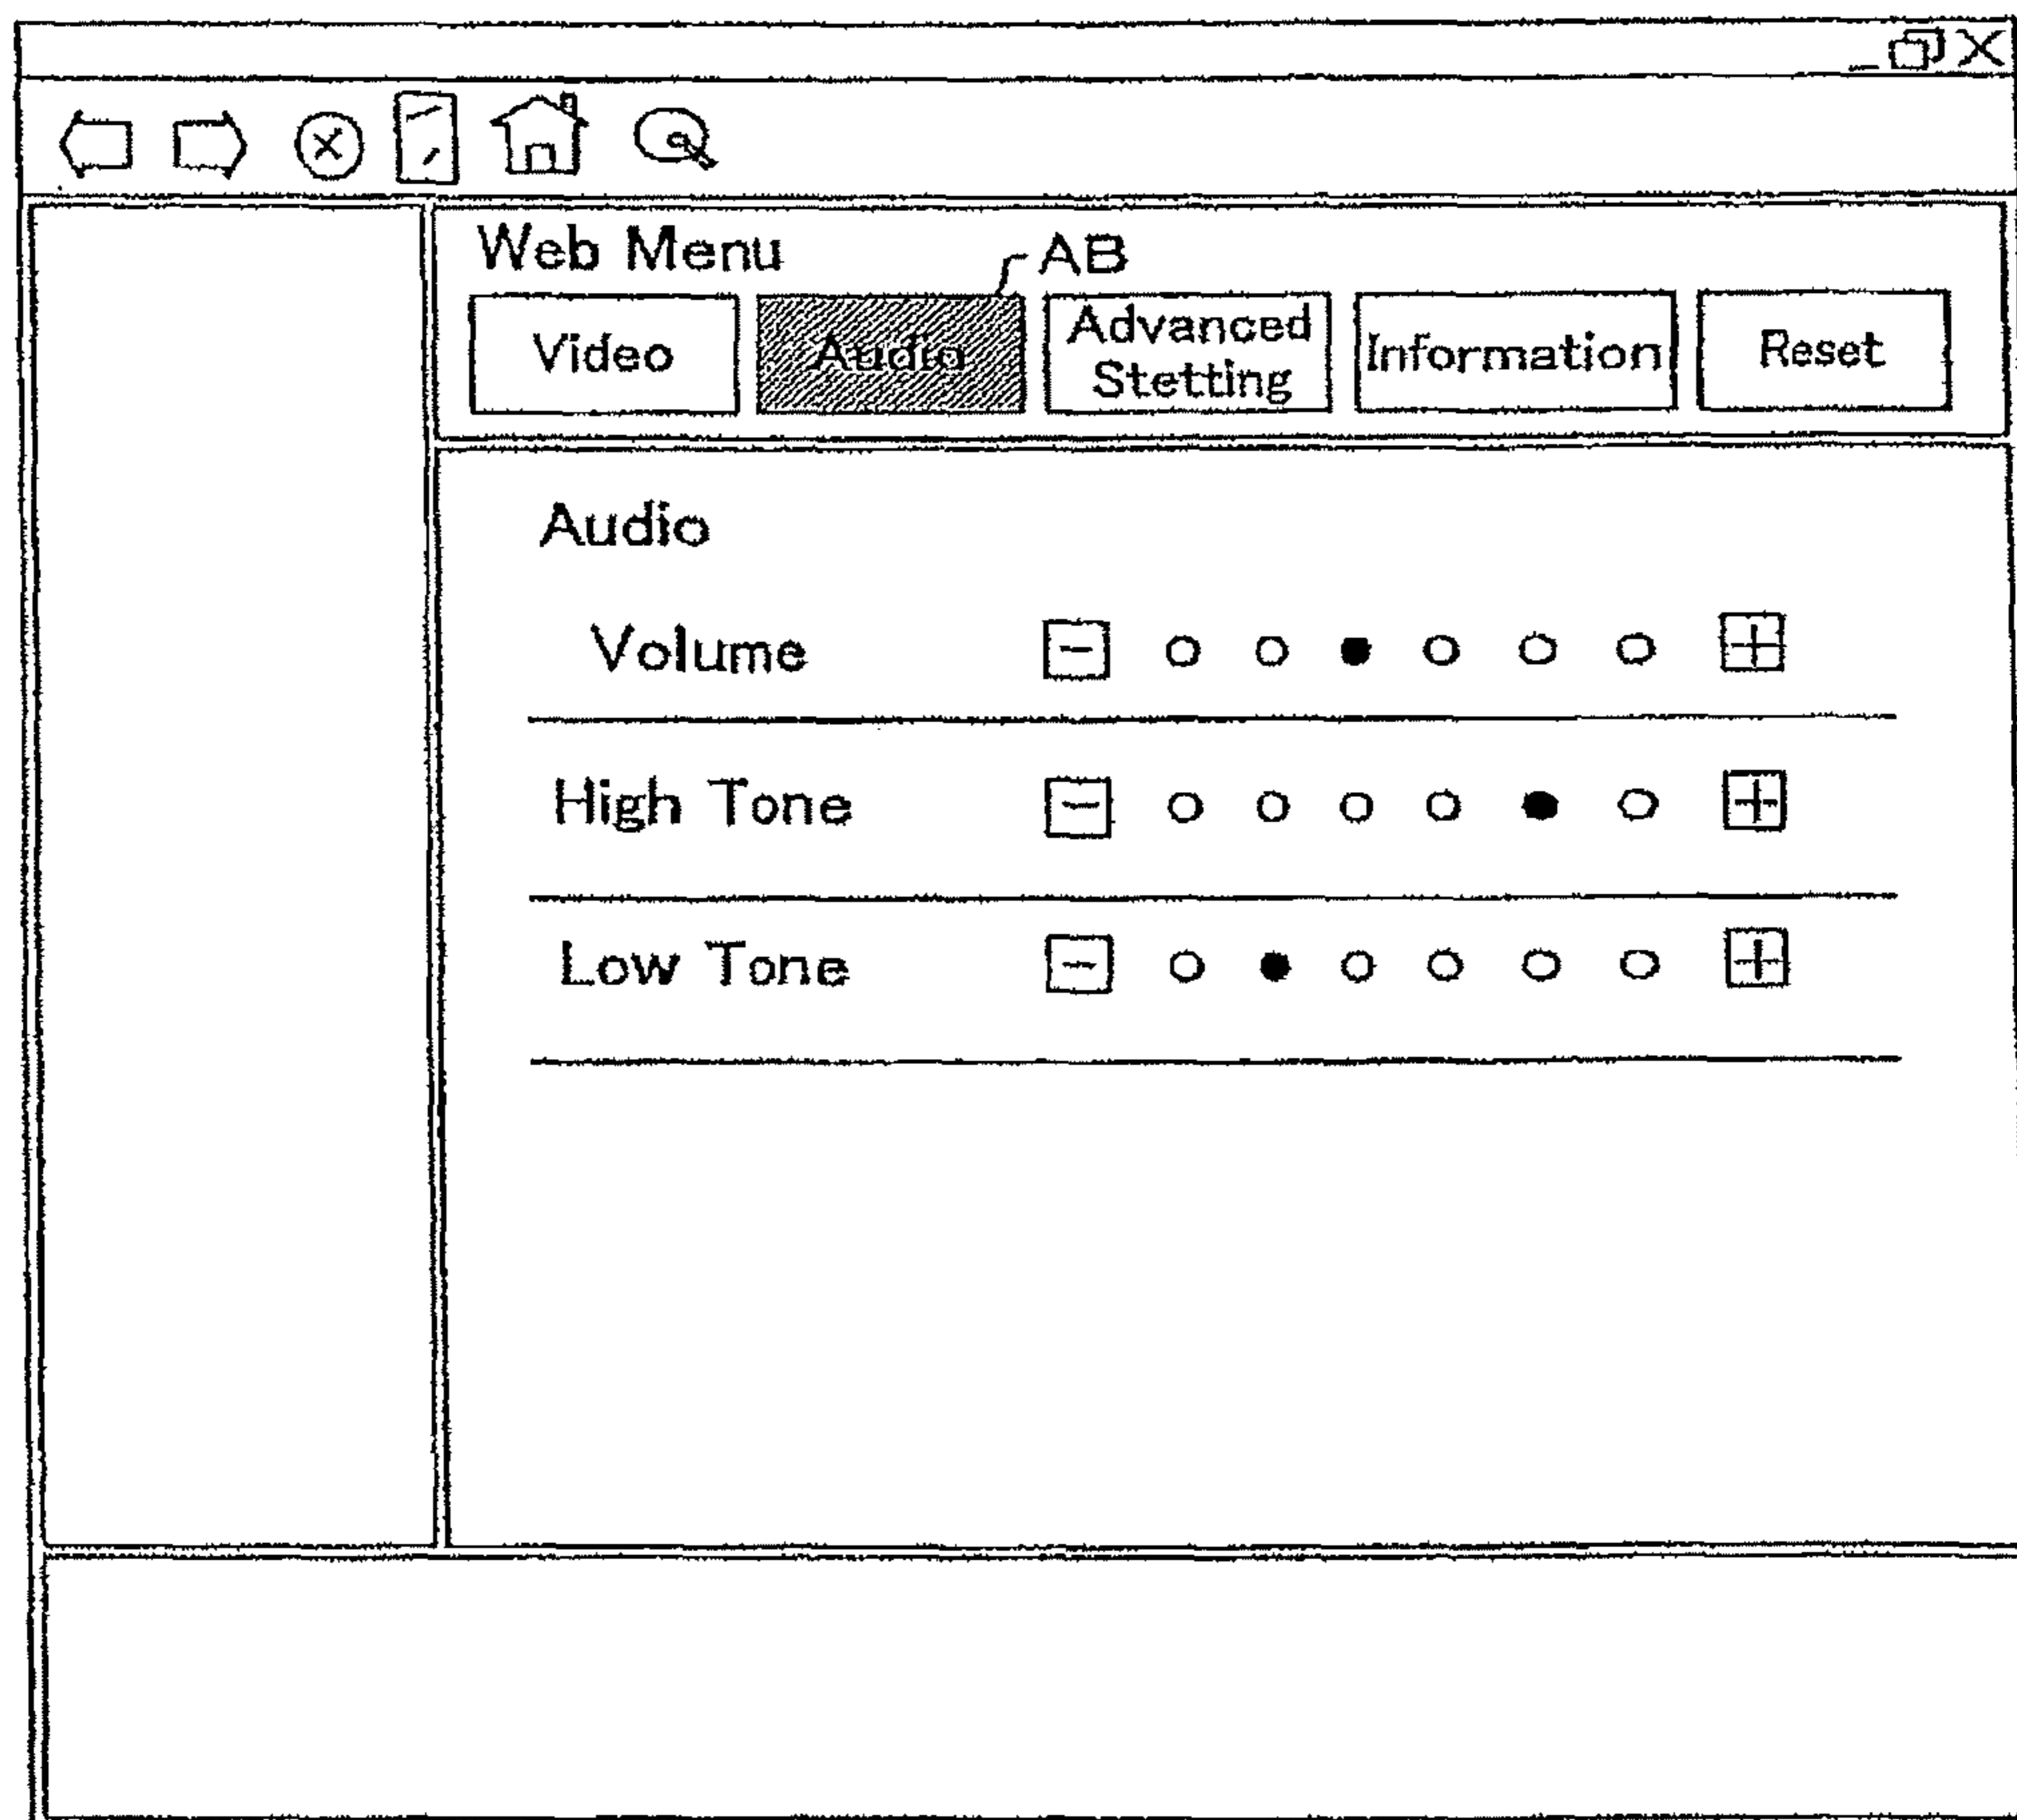 Web Menu
AB
Video
Audio
Advanced
Stetting
Information
Reset
Audio
Volume
High Tone
Low Tone